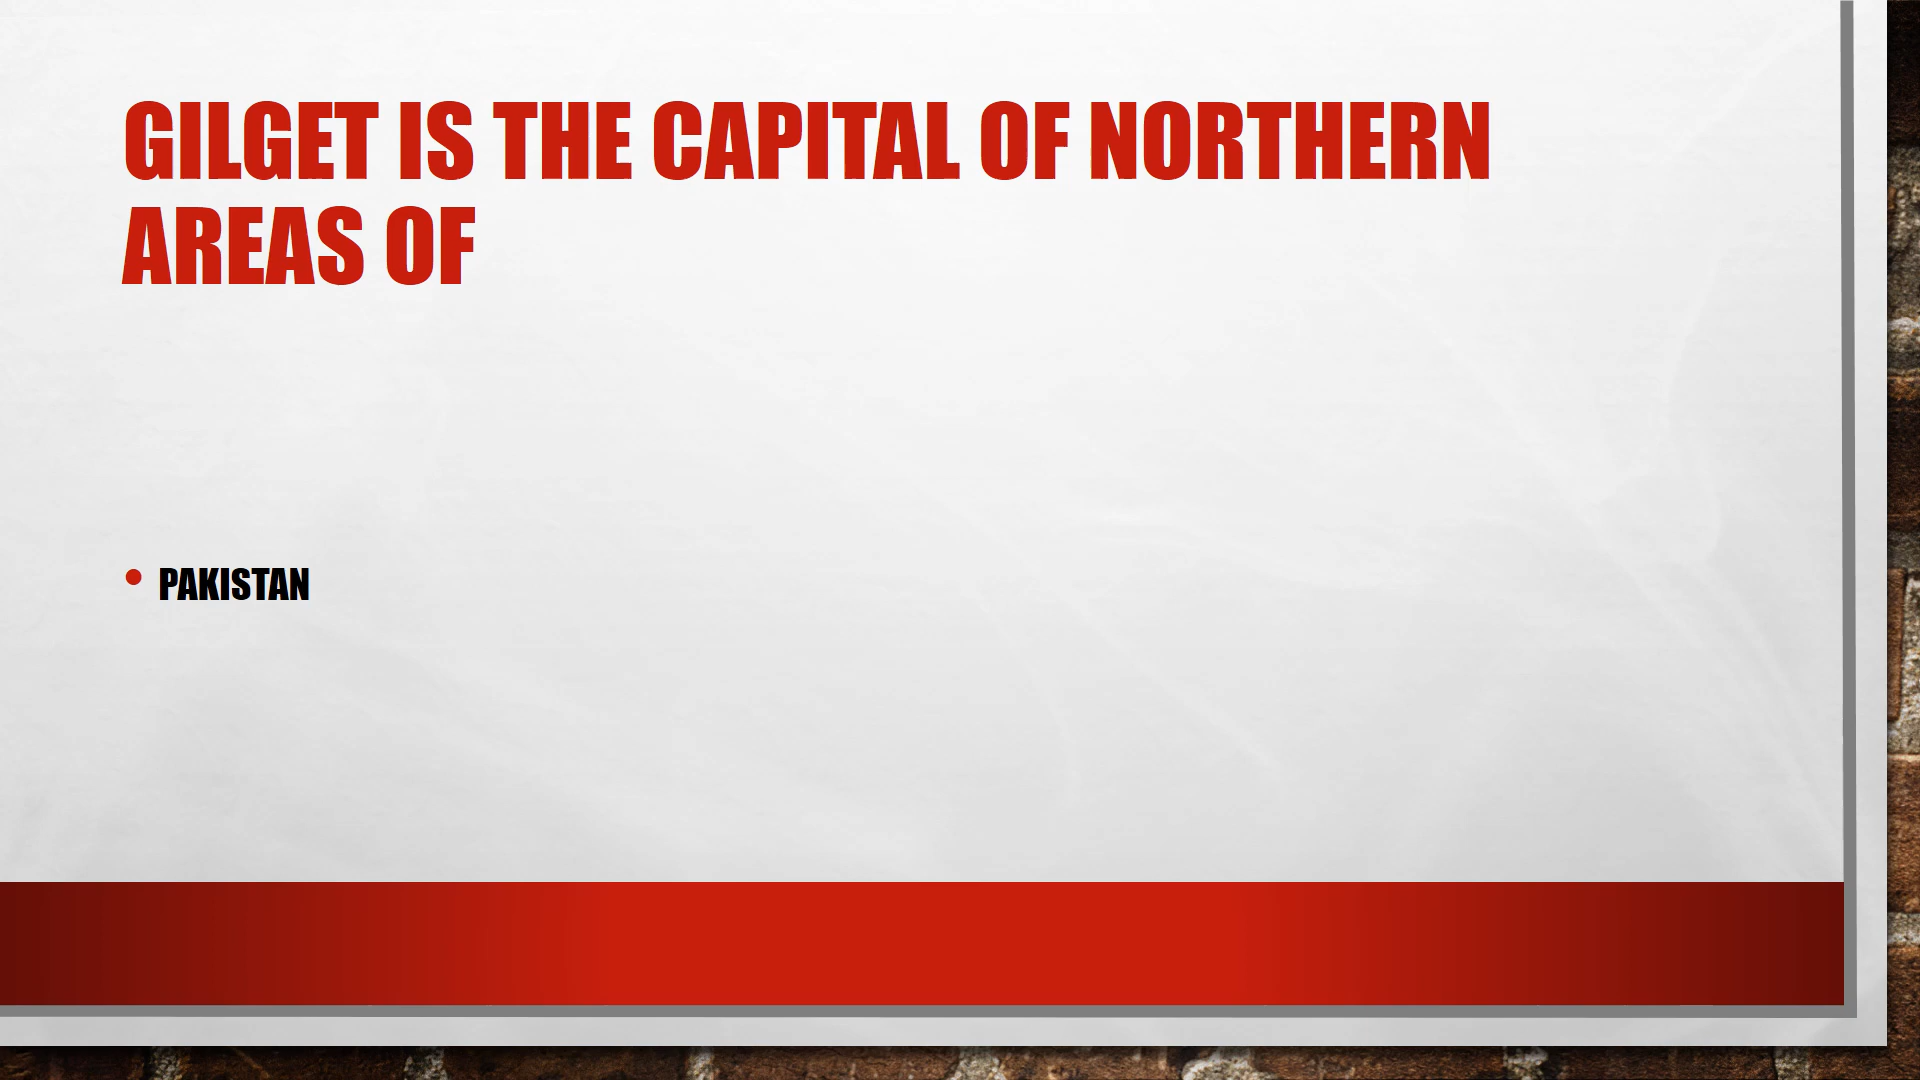 GILGET IS THE CAPITAL OF NORTHERN
AREAS OF
• PAKISTAN